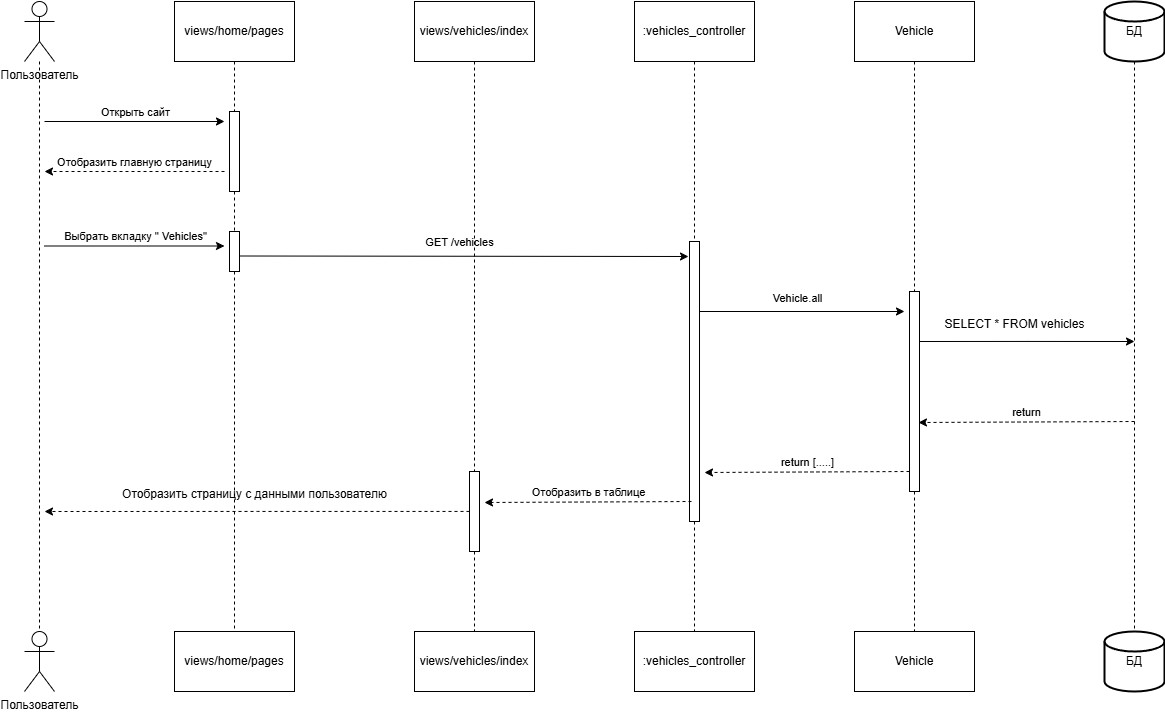 views/home/pages
views/vehicles/index
:vehicles_controller
Vehicle
БД
Пользователь
Открыть сайт
Отобразить главную страницу
Выбрать вкладку " Vehicles"
GET /vehicles
Vehicle.all
SELECT * FROM vehicles
return
return [.....]
Отобразить в таблице
Отобразить страницу с данными пользователю
views/home/pages
views/vehicles/index
:vehicles_controller
Vehicle
БД
Пользователь